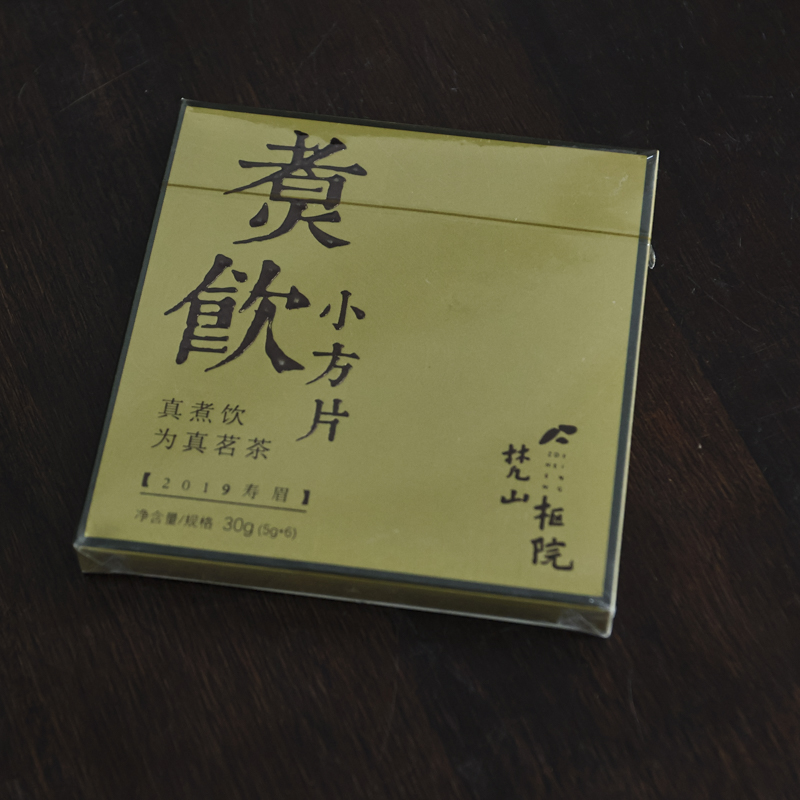 煮
飲
小方片
真煮饮
为真茗茶
【2019寿眉】
净含量/规格 30g (5g*6)
梵山
柜院